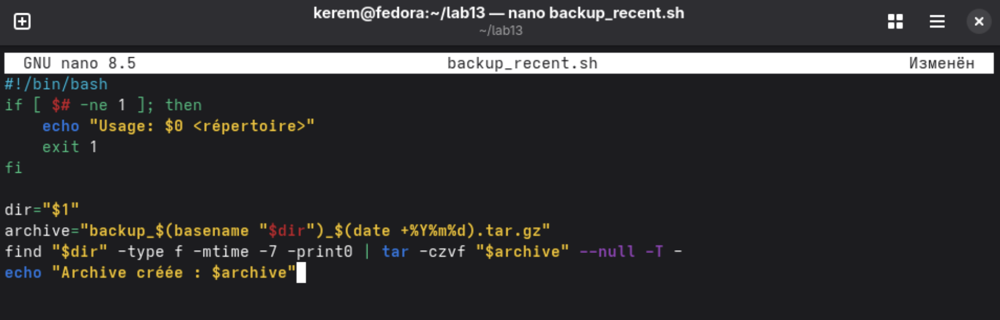 kerem@fedora:~/lab13 — nano backup_recent.sh
~/lab13
GNU nano 8.5 backup_recent.sh Изменён
#!/bin/bash
if [ $# -ne 1 ]; then
    echo "Usage: $0 <répertoire>"
    exit 1
fi

dir="$1"
archive="backup_$(basename "$dir")_$(date +%Y%m%d).tar.gz"
find "$dir" -type f -mtime -7 -print0 | tar -czvf "$archive" --null -T -
echo "Archive créée : $archive"